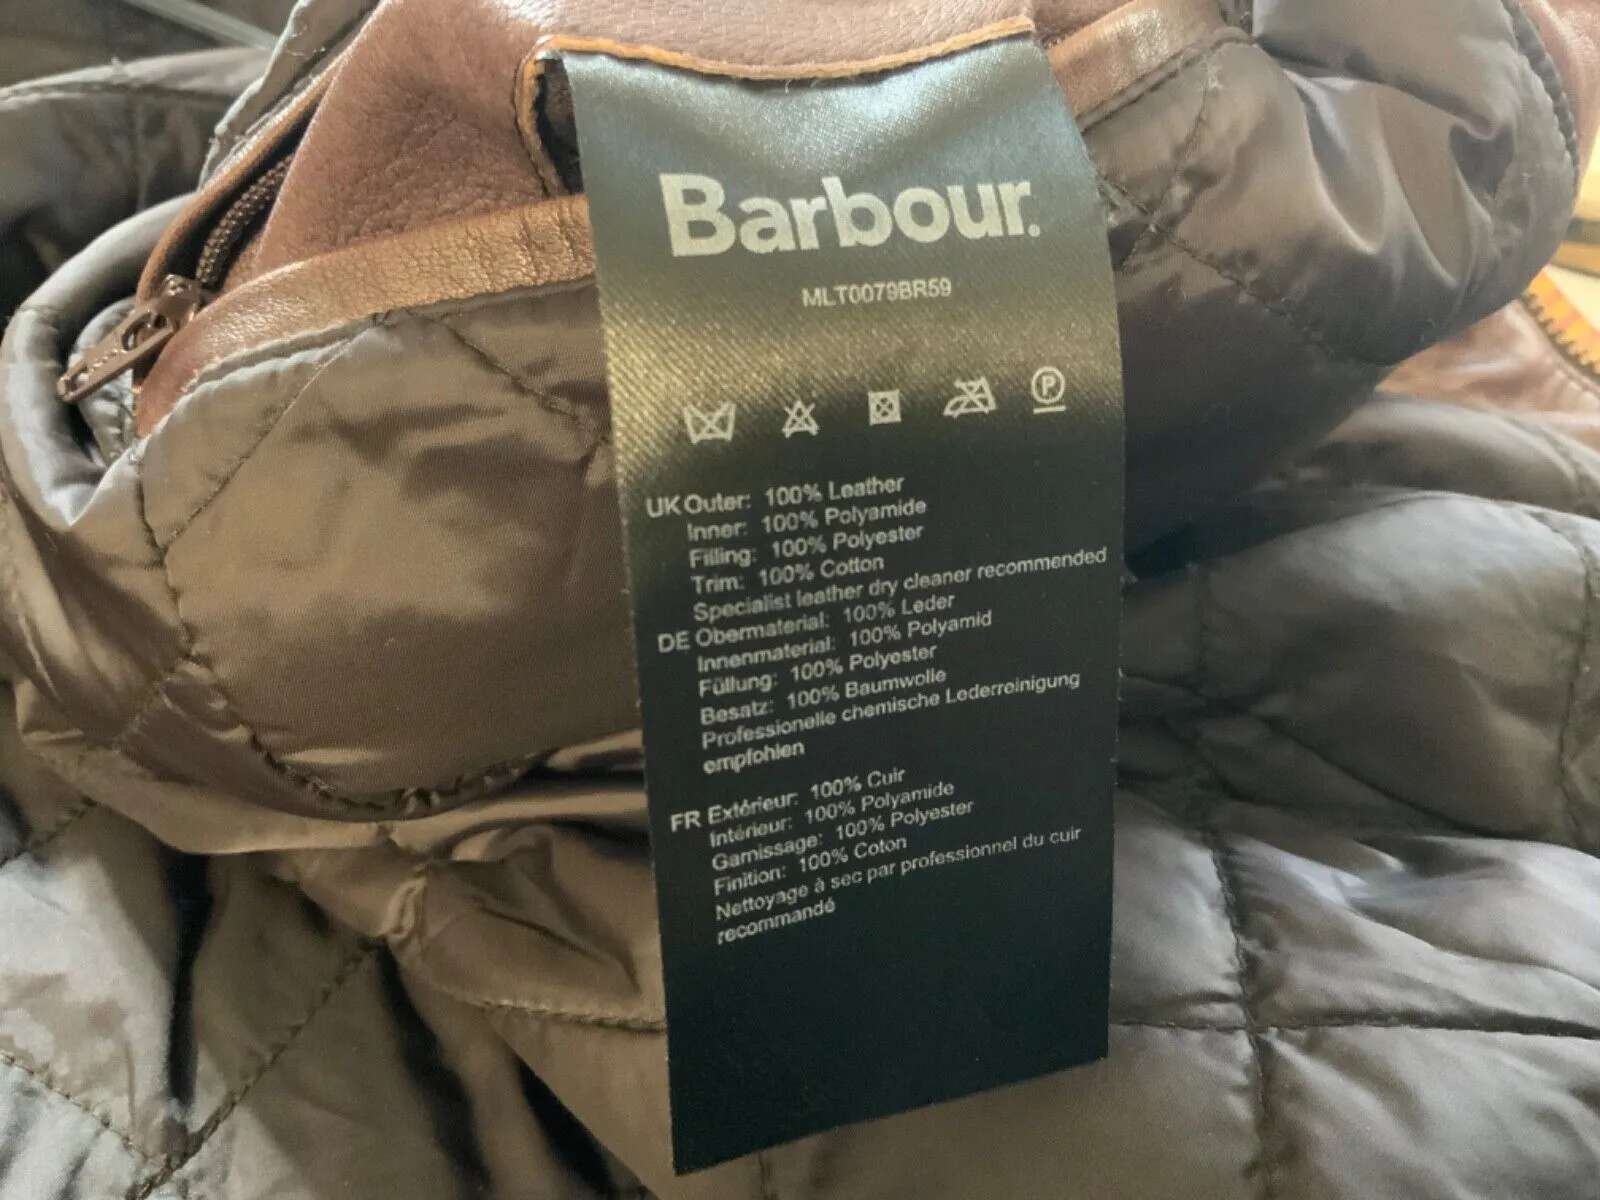 Barbour.
MLT0079BR59
P
UK Outer: 100% Leather
Inner: 100% Polyamide
Filling: 100% Polyester
Trim: 100% Cotton
Specialist leather dry cleaner recommended
DE Obermaterial: 100% Leder
Innenmaterial: 100% Polyamid
Füllung: 100% Polyester
Besatz: 100% Baumwolle
Professionelle chemische Lederreinigung
empfohlen
FR Extérieur: 100% Cuir
Intérieur: 100% Polyamide
Garnissage: 100% Polyester
Finition: 100% Coton
Nettoyage à sec par professionnel du cuir
recommandé